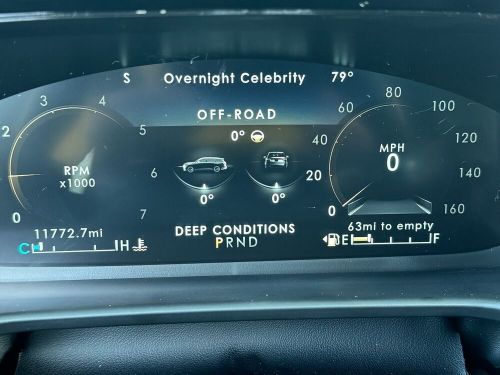 S Overnight Celebrity 79°
OFF-ROAD
0°
2 3 4 5 6 7
0
RPM
x1000
0° 0°
0 20 40 60 80 100 120 140 160
MPH
0
11772.7mi
C H
DEEP CONDITIONS
PRND
63mi to empty
E F